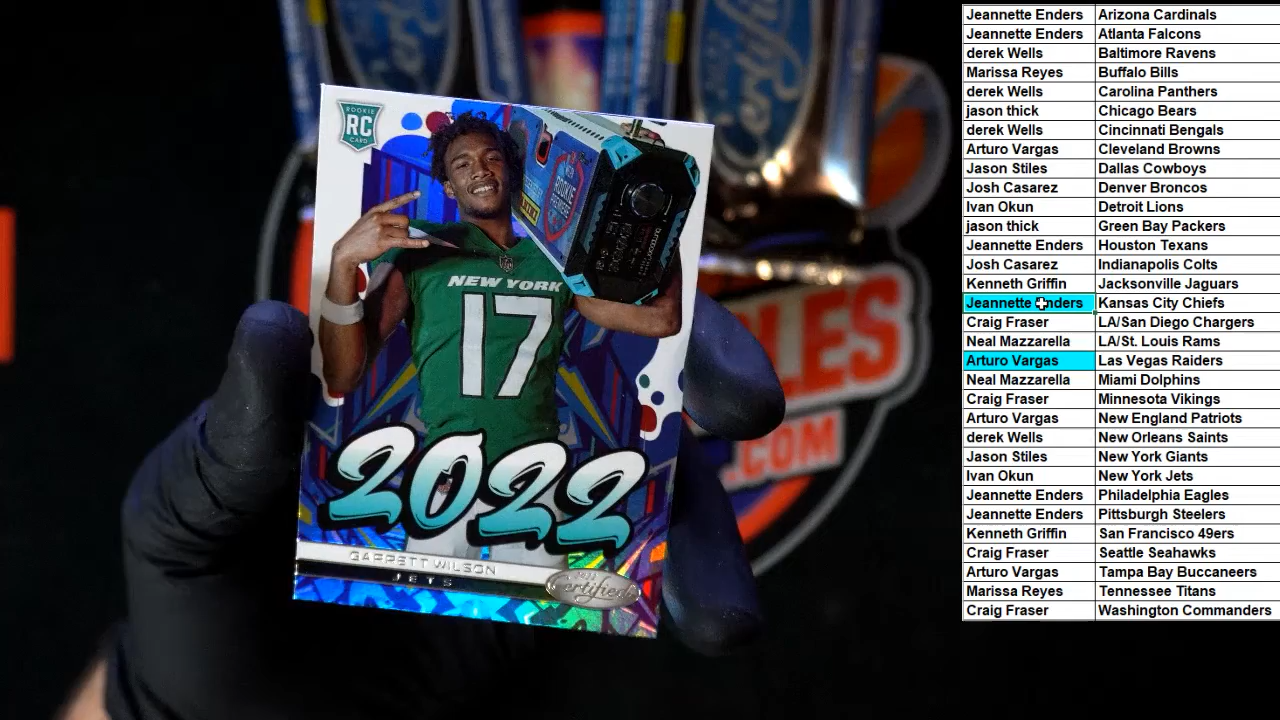 ROOKIE
RC
CARD
ROOKIE
NEW YORK
17
2022
GARRETT WILSON
JETS
Certified
Certified
LES
.COM
Jeannette Enders Arizona Cardinals
Jeannette Enders Atlanta Falcons
derek Wells Baltimore Ravens
Marissa Reyes Buffalo Bills
derek Wells Carolina Panthers
jason thick Chicago Bears
derek Wells Cincinnati Bengals
Arturo Vargas Cleveland Browns
Jason Stiles Dallas Cowboys
Josh Casarez Denver Broncos
Ivan Okun Detroit Lions
jason thick Green Bay Packers
Jeannette Enders Houston Texans
Josh Casarez Indianapolis Colts
Kenneth Griffin Jacksonville Jaguars
Jeannette Enders Kansas City Chiefs
Craig Fraser LA/San Diego Chargers
Neal Mazzarella LA/St. Louis Rams
Arturo Vargas Las Vegas Raiders
Neal Mazzarella Miami Dolphins
Craig Fraser Minnesota Vikings
Arturo Vargas New England Patriots
derek Wells New Orleans Saints
Jason Stiles New York Giants
Ivan Okun New York Jets
Jeannette Enders Philadelphia Eagles
Jeannette Enders Pittsburgh Steelers
Kenneth Griffin San Francisco 49ers
Craig Fraser Seattle Seahawks
Arturo Vargas Tampa Bay Buccaneers
Marissa Reyes Tennessee Titans
Craig Fraser Washington Commanders